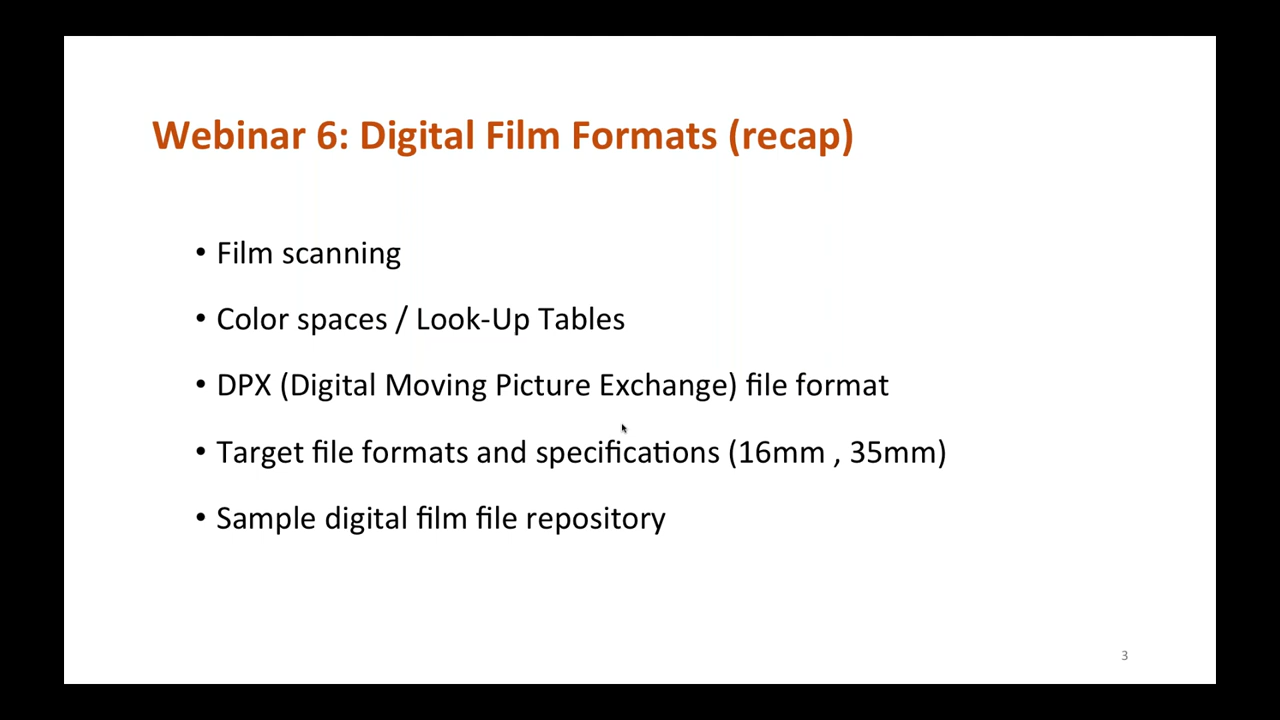 Webinar 6: Digital Film Formats (recap)
• Film scanning
• Color spaces / Look-Up Tables
• DPX (Digital Moving Picture Exchange) file format
• Target file formats and specifications (16mm , 35mm)
• Sample digital film file repository
3